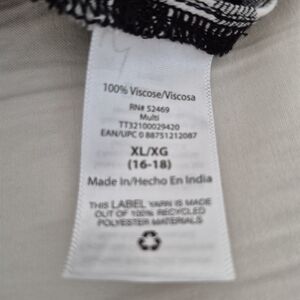 100% Viscose/Viscosa
RN# 52469
Multi
TT32100029420
EAN/UPC 0 88751212087
XL/XG
(16-18)
Made In/Hecho En India
THIS LABEL YARN IS MADE
OUT OF 100% RECYCLED
POLYESTER MATERIALS